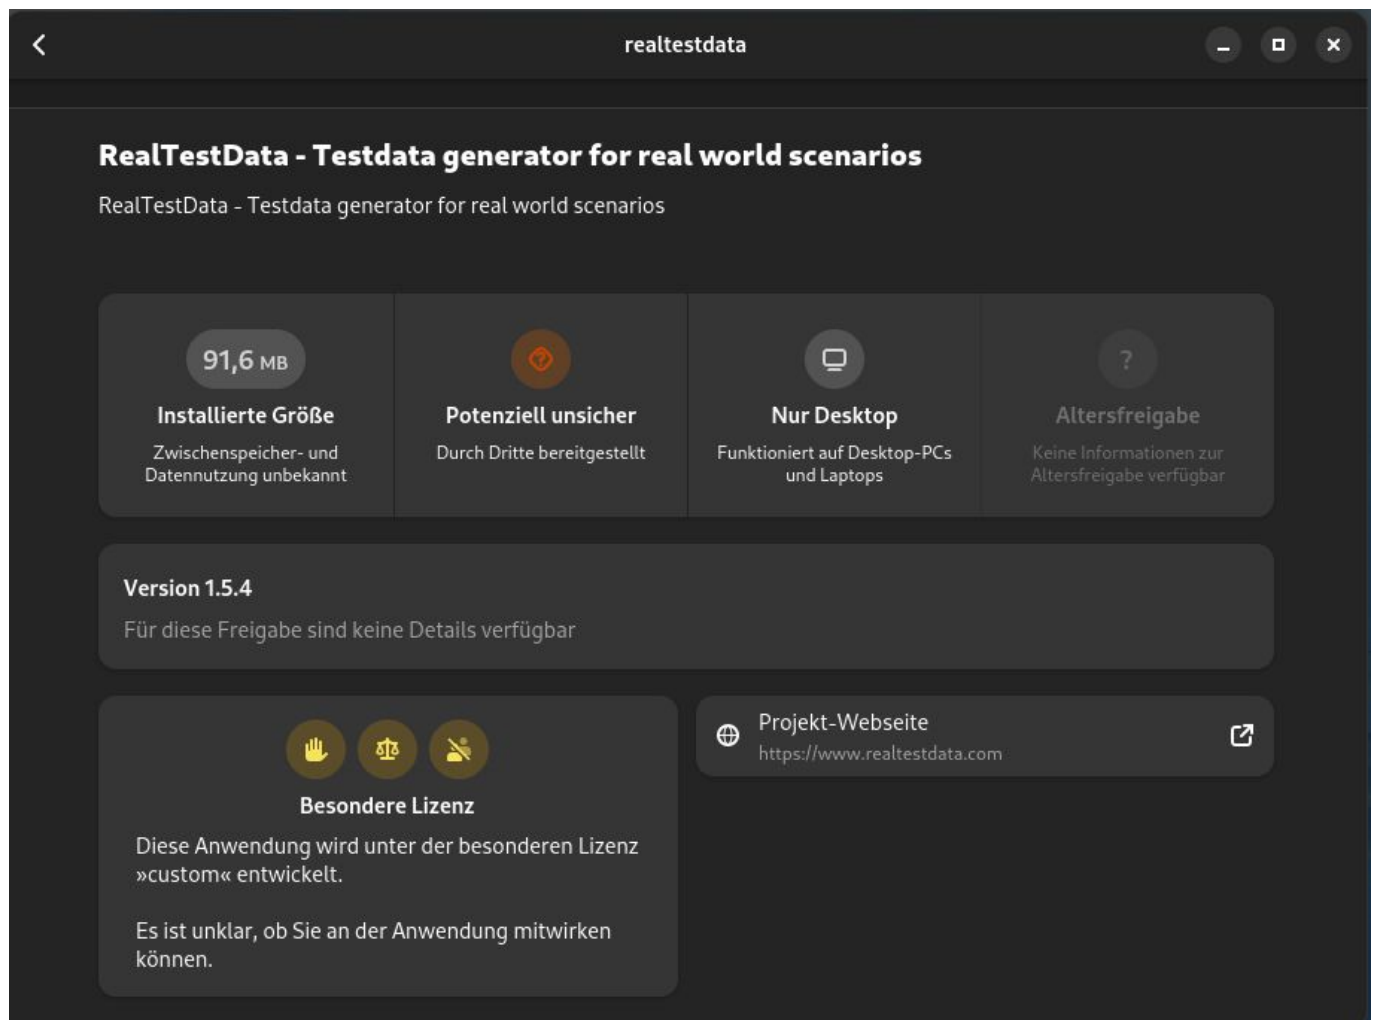 realtestdata
RealTestData - Testdata generator for real world scenarios
RealTestData - Testdata generator for real world scenarios
91,6 MB
Installierte Größe
Zwischenspeicher- und
Datennutzung unbekannt
Potenziell unsicher
Durch Dritte bereitgestellt
Nur Desktop
Funktioniert auf Desktop-PCs
und Laptops
?
Altersfreigabe
Keine Informationen zur
Altersfreigabe verfügbar
Version 1.5.4
Für diese Freigabe sind keine Details verfügbar
Besondere Lizenz
Diese Anwendung wird unter der besonderen Lizenz
»custom« entwickelt.
Es ist unklar, ob Sie an der Anwendung mitwirken
können.
Projekt-Webseite
https://www.realtestdata.com